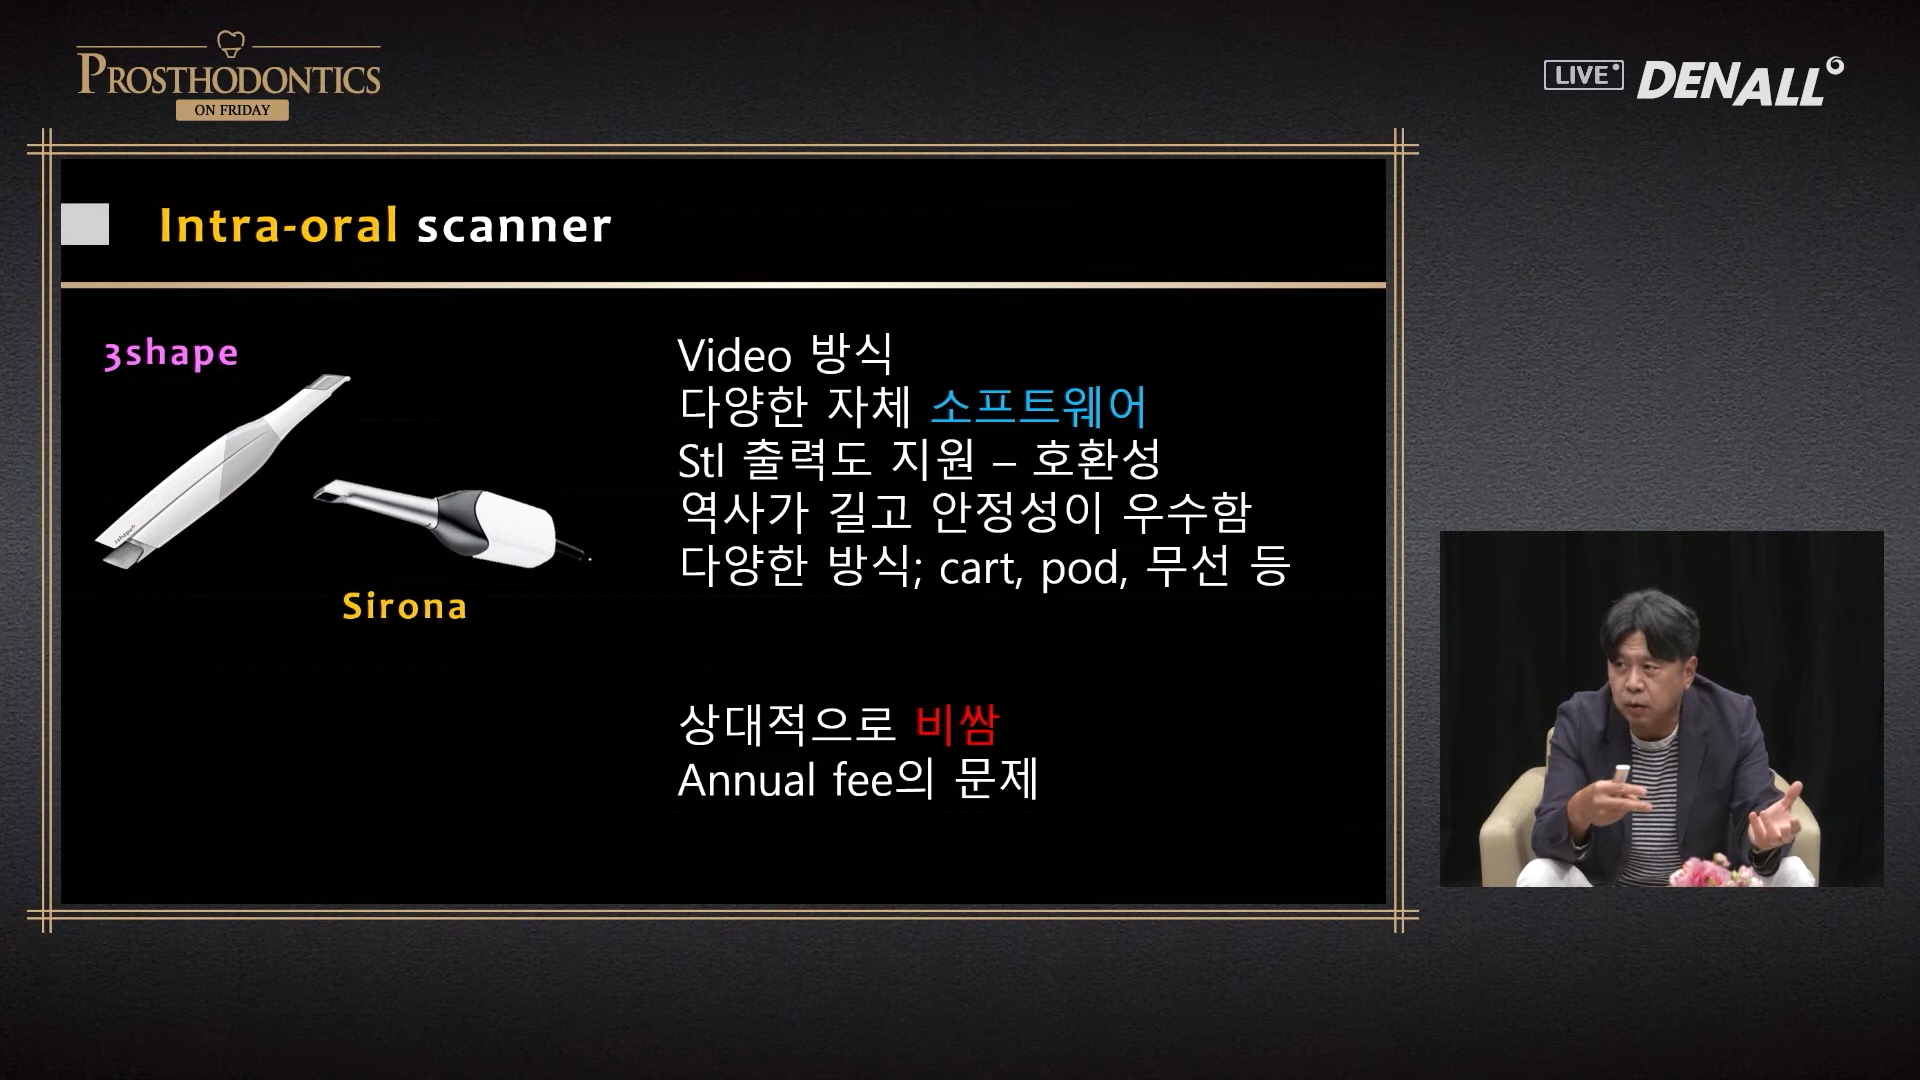 PROSTHODONTICS
ON FRIDAY
LIVE
DENALL
Intra-oral scanner
3shape
Sirona
Video 방식
다양한 자체 소프트웨어
Stl 출력도 지원 – 호환성
역사가 길고 안정성이 우수함
다양한 방식; cart, pod, 무선 등
상대적으로 비쌈
Annual fee의 문제
3shape